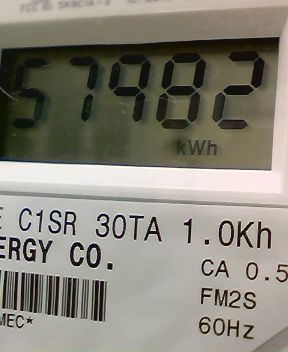 57982
kWh
E C1SR 30TA 1.0Kh
ERGY CO.
CA 0.5
FM2S
60Hz
MEC*